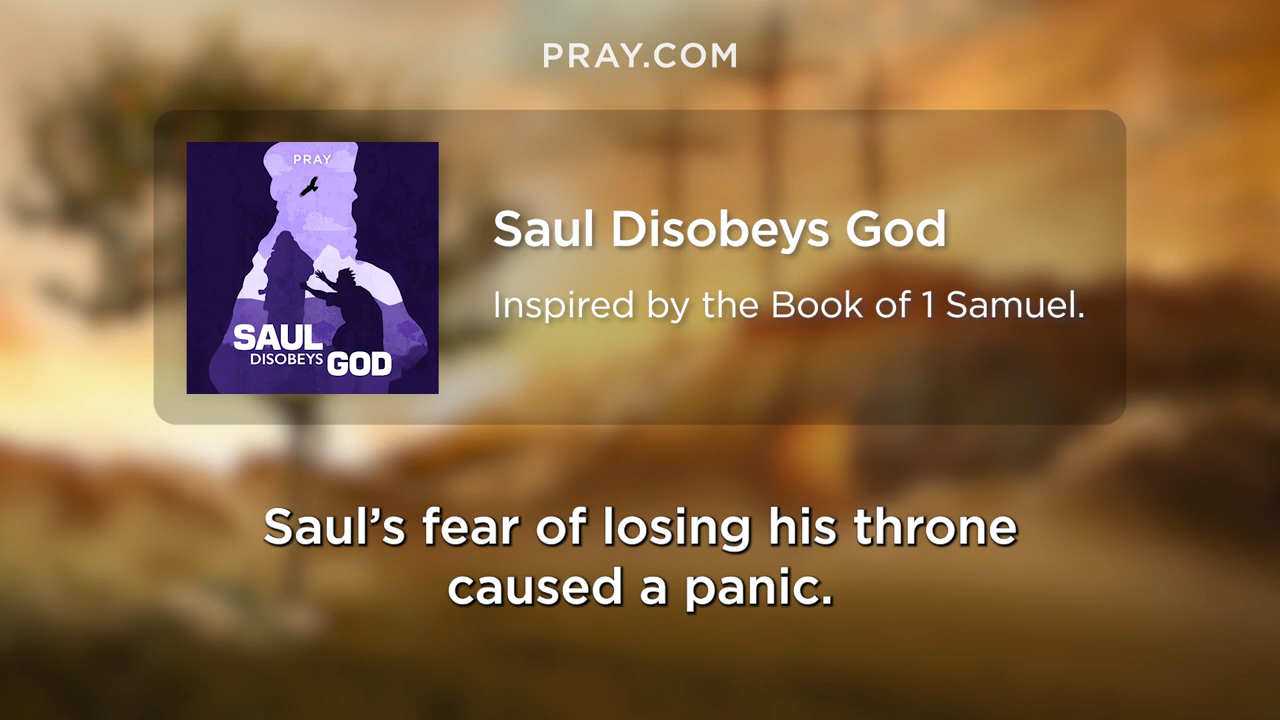 PRAY.COM
PRAY
SAUL
DISOBEYS
GOD
Saul Disobeys God
Inspired by the Book of 1 Samuel.
Saul’s fear of losing his throne
caused a panic.